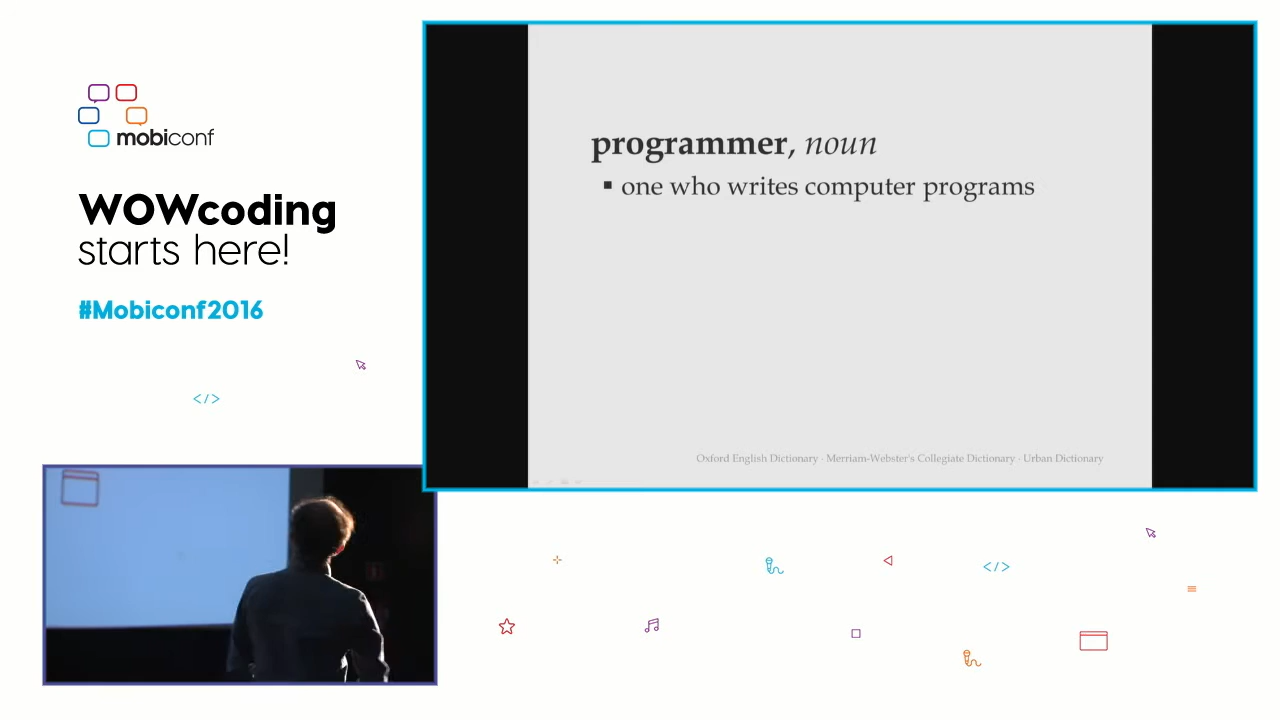 mobiconf
WOWcoding
starts here!
#Mobiconf2016
</>
programmer, noun
▪ one who writes computer programs
Oxford English Dictionary · Merriam-Webster's Collegiate Dictionary · Urban Dictionary
</>